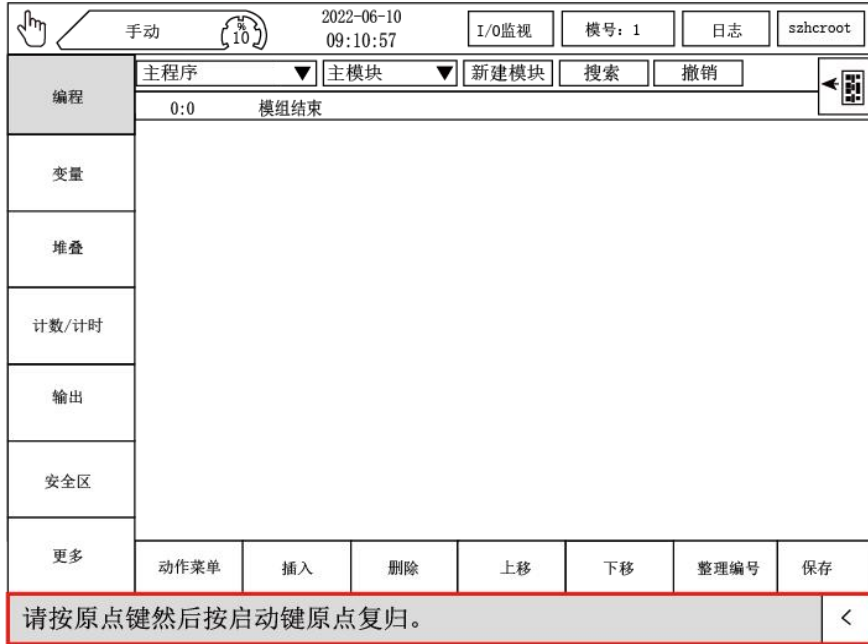 手动
%
10
2022-06-10
09:10:57
I/O监视
模号: 1
日志
szhcroot
编程
变量
堆叠
计数/计时
输出
安全区
更多
主程序
主模块
新建模块
搜索
撤销
0:0 模组结束
动作菜单
插入
删除
上移
下移
整理编号
保存
请按原点键然后按启动键原点复归。
<